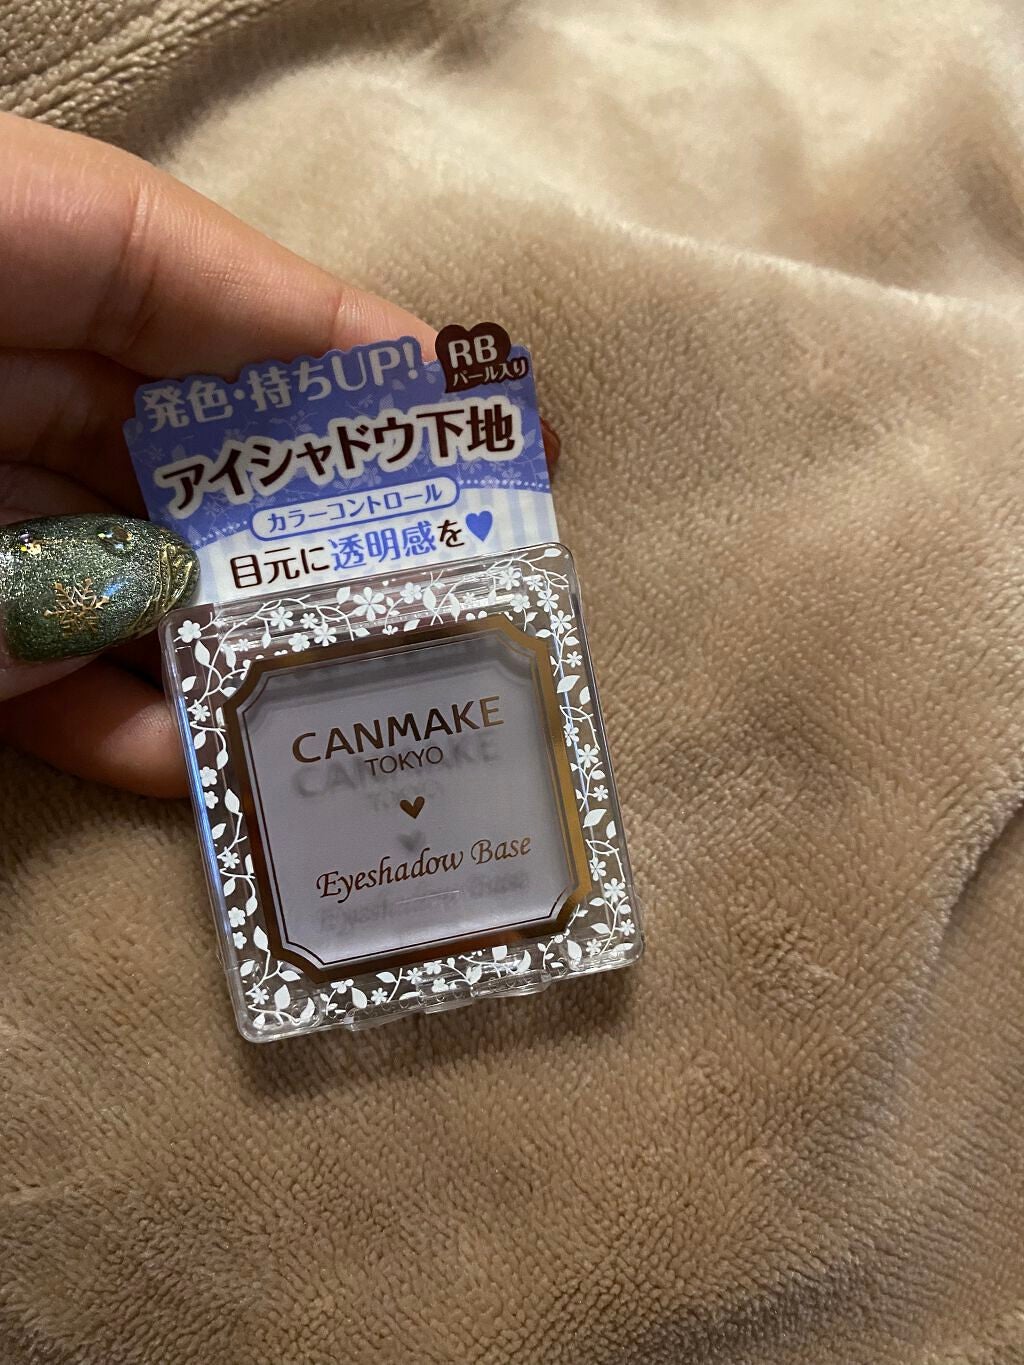 発色・持ちUP!
RB
パール入り
アイシャドウ下地
カラーコントロール
目元に透明感を♥
CANMAKE
TOKYO
Eyeshadow Base